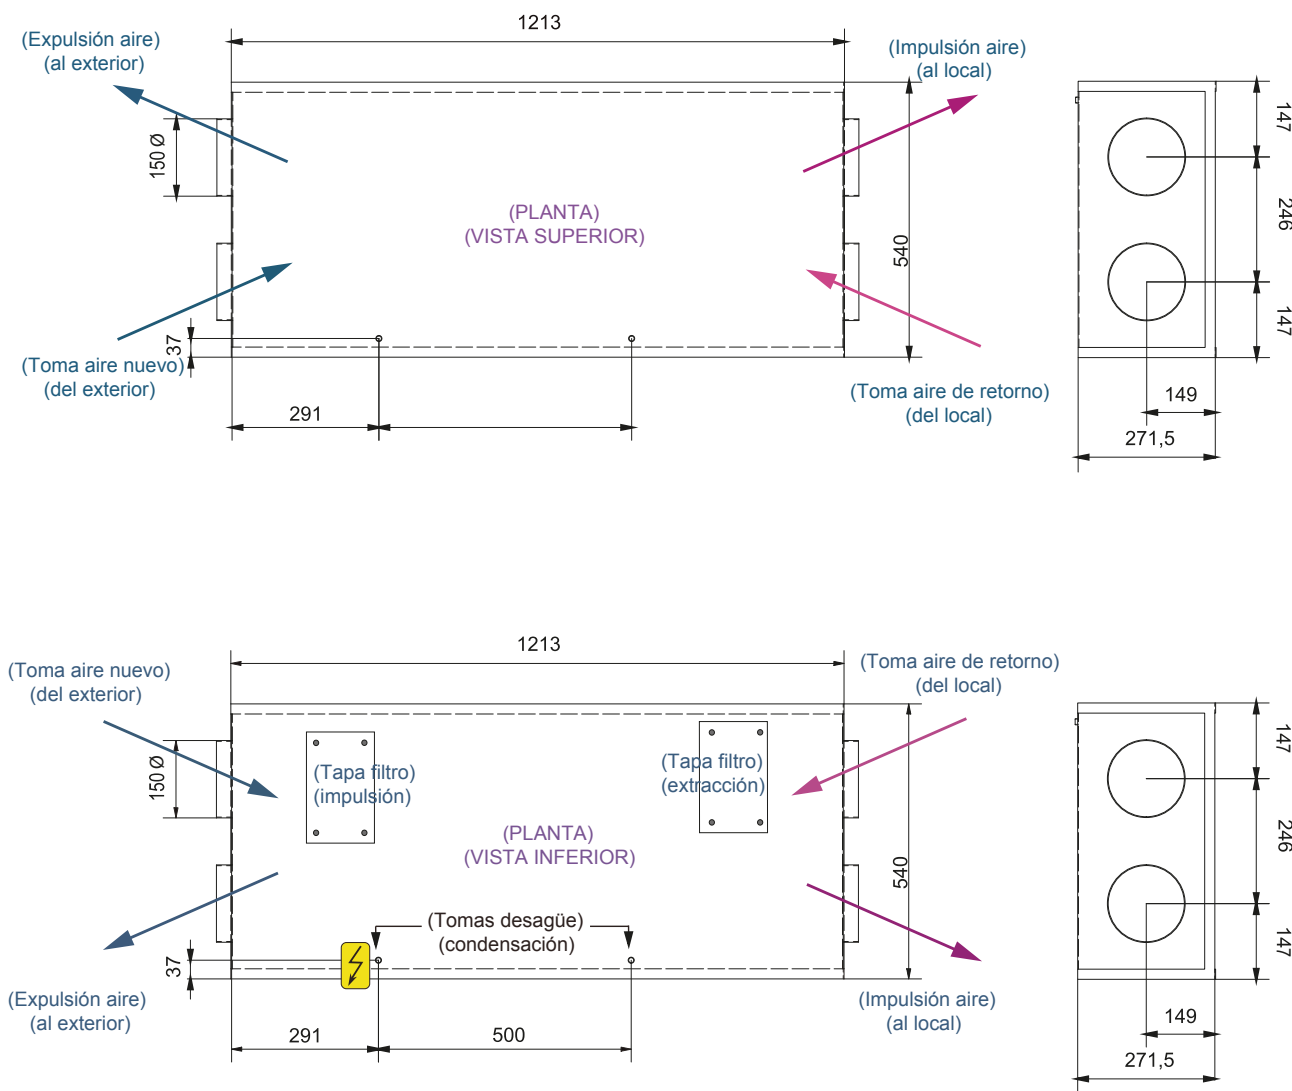 1213
(Expulsión aire)
(al exterior)
(Impulsión aire)
(al local)
150 Ø
147
(PLANTA)
(VISTA SUPERIOR)
246
540
37
147
(Toma aire nuevo)
(del exterior)
(Toma aire de retorno)
(del local)
291
149
271,5
1213
(Toma aire nuevo)
(del exterior)
(Toma aire de retorno)
(del local)
150 Ø
147
(Tapa filtro)
(impulsión)
(Tapa filtro)
(extracción)
(PLANTA)
(VISTA INFERIOR)
246
540
(Tomas desagüe)
(condensación)
37
147
(Expulsión aire)
(al exterior)
(Impulsión aire)
(al local)
291
500
149
271,5